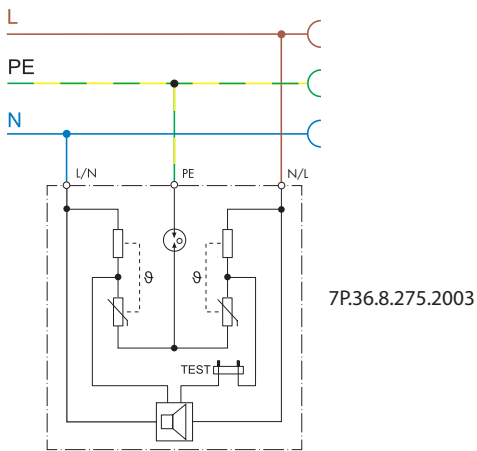 L
PE
N
L/N PE N/L
ϑ ϑ
7P.36.8.275.2003
TEST